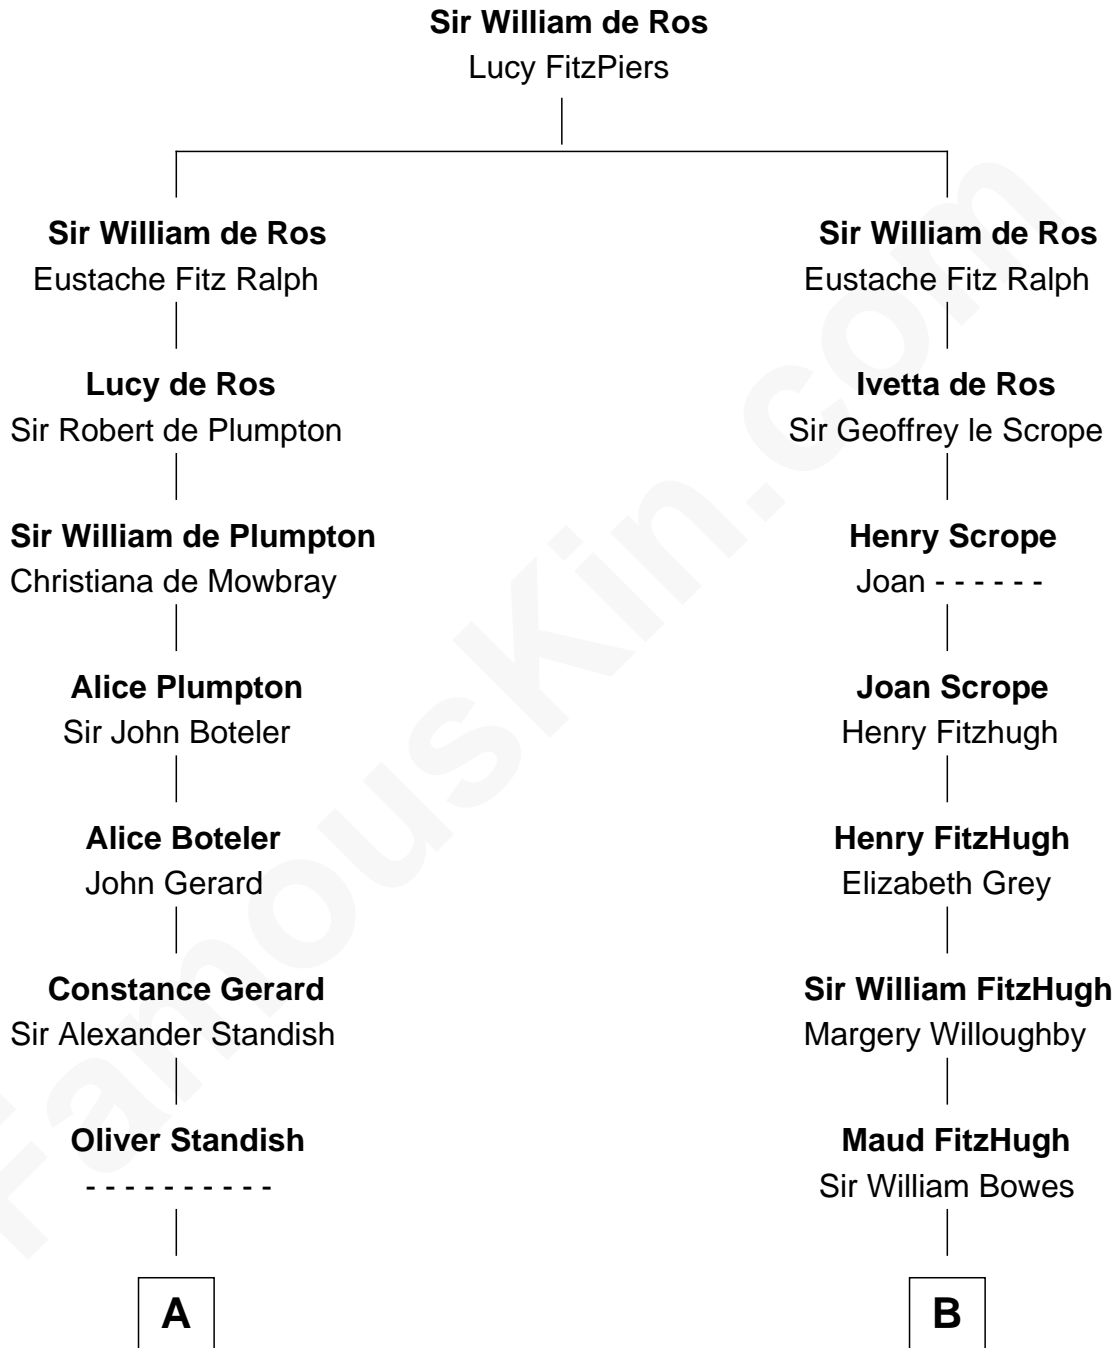 Sir William de Ros
Lucy FitzPiers
Sir William de Ros
Eustache Fitz Ralph
Lucy de Ros
Sir Robert de Plumpton
Sir William de Plumpton
Christiana de Mowbray
Alice Plumpton
Sir John Boteler
Alice Boteler
John Gerard
Constance Gerard
Sir Alexander Standish
Oliver Standish
- - - - - - - - - -
A
Sir William de Ros
Eustache Fitz Ralph
Ivetta de Ros
Sir Geoffrey le Scrope
Henry Scrope
Joan - - - - - -
Joan Scrope
Henry Fitzhugh
Henry FitzHugh
Elizabeth Grey
Sir William FitzHugh
Margery Willoughby
Maud FitzHugh
Sir William Bowes
B
FamousKin.com